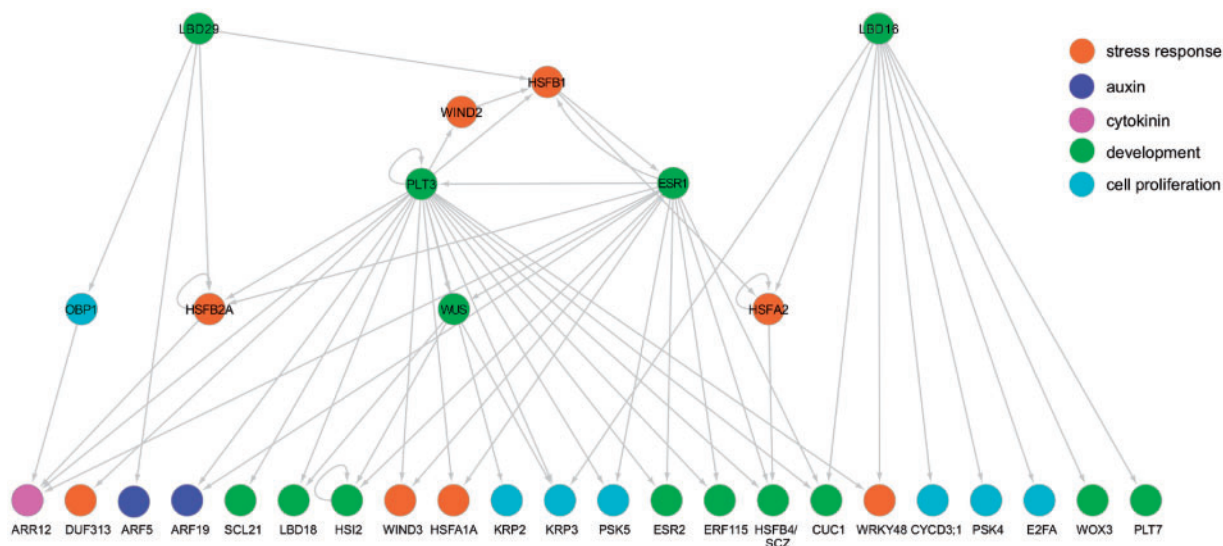 LBD29
LBD16
HSFB1
WIND2
PLT3
ESR1
OBP1
HSFB2A
WUS
HSFA2
ARR12
DUF313
ARF5
ARF19
SCL21
LBD18
HSI2
WIND3
HSFA1A
KRP2
KRP3
PSK5
ESR2
ERF115
HSFB4/
SCZ
CUC1
WRKY48
CYCD3;1
PSK4
E2FA
WOX3
PLT7
stress response
auxin
cytokinin
development
cell proliferation